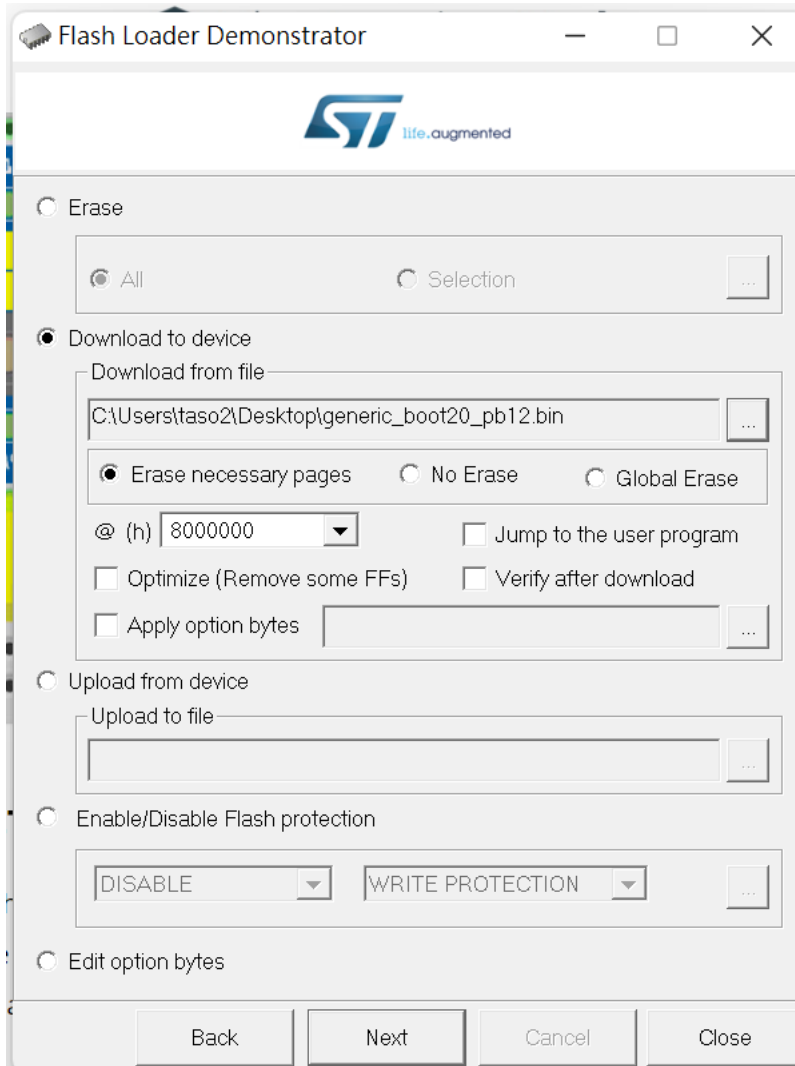 Flash Loader Demonstrator
ST life.augmented
Erase
All Selection ...
Download to device
Download from file
C:\Users\taso2\Desktop\generic_boot20_pb12.bin ...
Erase necessary pages No Erase Global Erase
@ (h) 8000000 Jump to the user program
Optimize (Remove some FFs) Verify after download
Apply option bytes ...
Upload from device
Upload to file
...
Enable/Disable Flash protection
DISABLE WRITE PROTECTION ...
Edit option bytes
Back Next Cancel Close